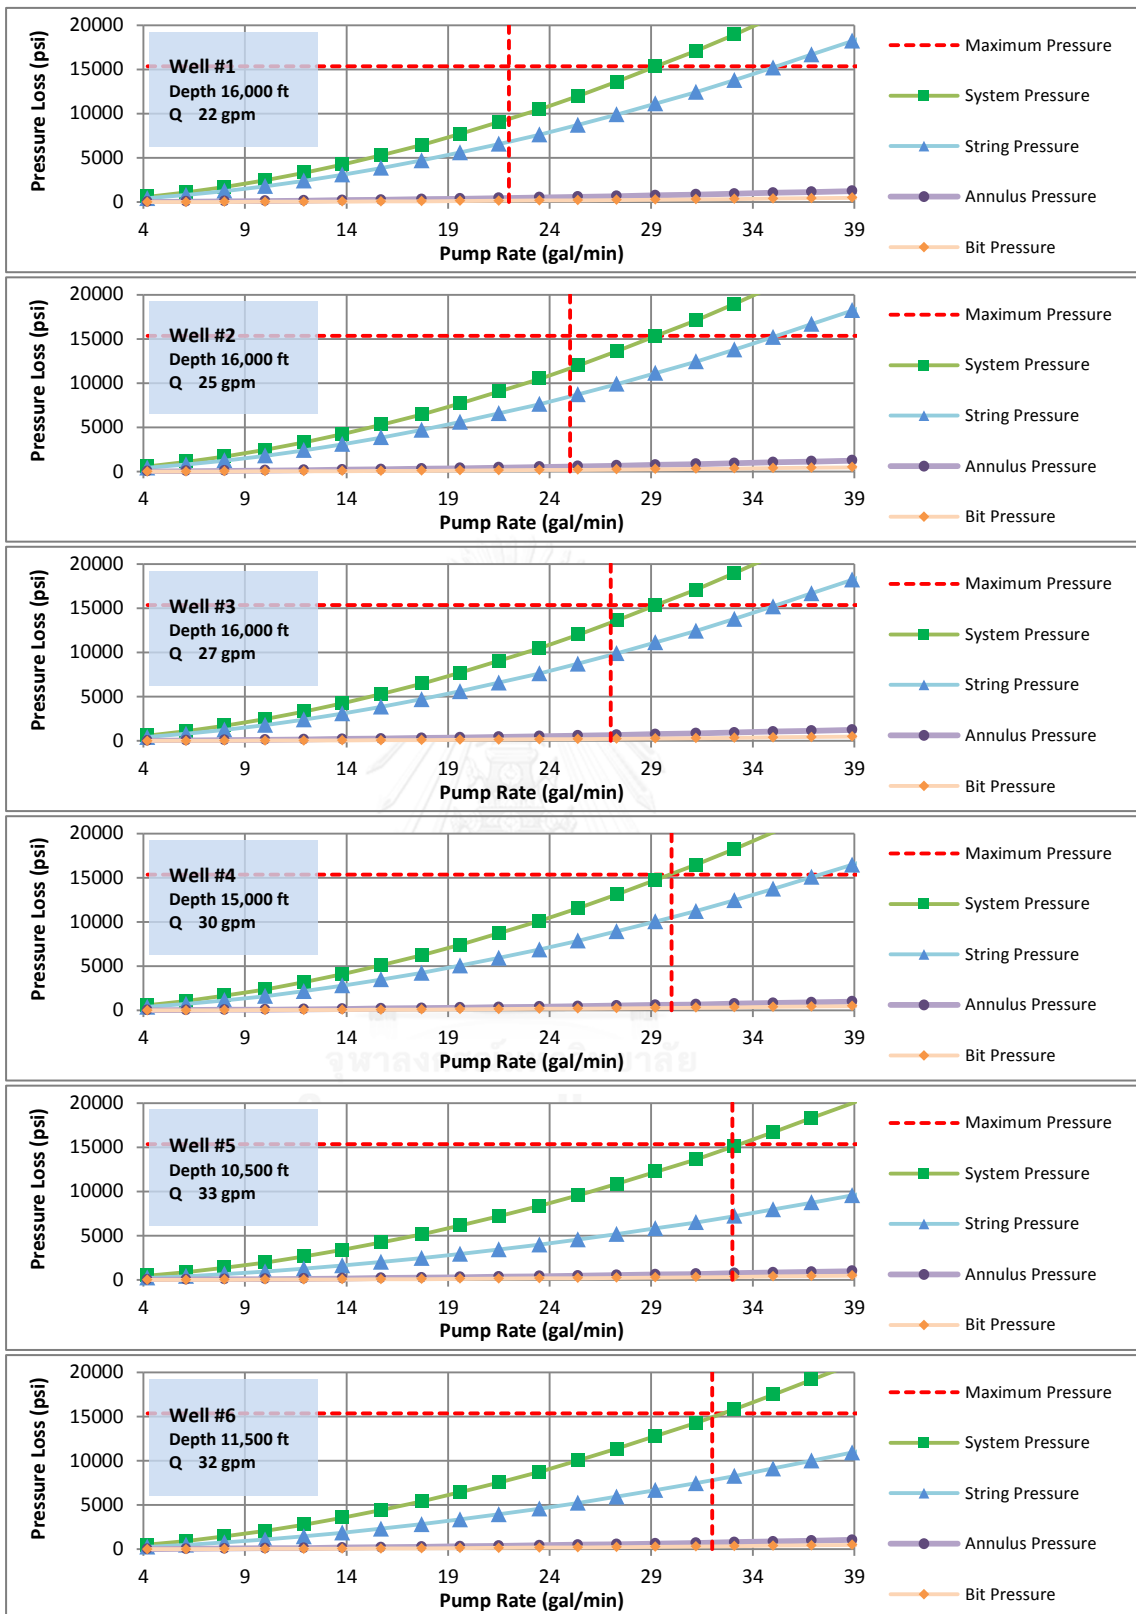 Pressure Loss (psi)
20000
15000
10000
5000
0
Well #1
Depth 16,000 ft
Q 22 gpm
4 9 14 19 24 29 34 39
Pump Rate (gal/min)
Maximum Pressure
System Pressure
String Pressure
Annulus Pressure
Bit Pressure
Pressure Loss (psi)
20000
15000
10000
5000
0
Well #2
Depth 16,000 ft
Q 25 gpm
4 9 14 19 24 29 34 39
Pump Rate (gal/min)
Maximum Pressure
System Pressure
String Pressure
Annulus Pressure
Bit Pressure
Pressure Loss (psi)
20000
15000
10000
5000
0
Well #3
Depth 16,000 ft
Q 27 gpm
4 9 14 19 24 29 34 39
Pump Rate (gal/min)
Maximum Pressure
System Pressure
String Pressure
Annulus Pressure
Bit Pressure
Pressure Loss (psi)
20000
15000
10000
5000
0
Well #4
Depth 15,000 ft
Q 30 gpm
4 9 14 19 24 29 34 39
Pump Rate (gal/min)
Maximum Pressure
System Pressure
String Pressure
Annulus Pressure
Bit Pressure
Pressure Loss (psi)
20000
15000
10000
5000
0
Well #5
Depth 10,500 ft
Q 33 gpm
4 9 14 19 24 29 34 39
Pump Rate (gal/min)
Maximum Pressure
System Pressure
String Pressure
Annulus Pressure
Bit Pressure
Pressure Loss (psi)
20000
15000
10000
5000
0
Well #6
Depth 11,500 ft
Q 32 gpm
4 9 14 19 24 29 34 39
Pump Rate (gal/min)
Maximum Pressure
System Pressure
String Pressure
Annulus Pressure
Bit Pressure